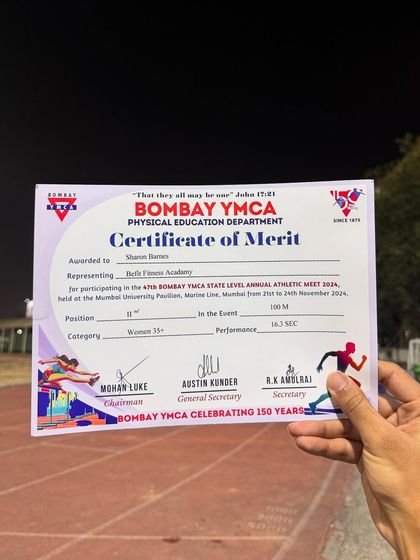 "That they all may be one" John 17:21
BOMBAY
YMCA
BOMBAY YMCA
PHYSICAL EDUCATION DEPARTMENT
SINCE 1875
Certificate of Merit
Awarded to Sharon Barnes
Representing Befit Fitness Acadamy
for participating in the 47th BOMBAY YMCA STATE LEVEL ANNUAL ATHLETIC MEET 2024,
held at the Mumbai University Pavilion, Marine Line, Mumbai from 21st to 24th November 2024,
Position II nd In the Event 100 M
Category Women 35+ Performance 16.3 SEC
MOHAN LUKE AUSTIN KUNDER R.K AMULRAJ
Chairman General Secretary Secretary
BOMBAY YMCA CELEBRATING 150 YEARS